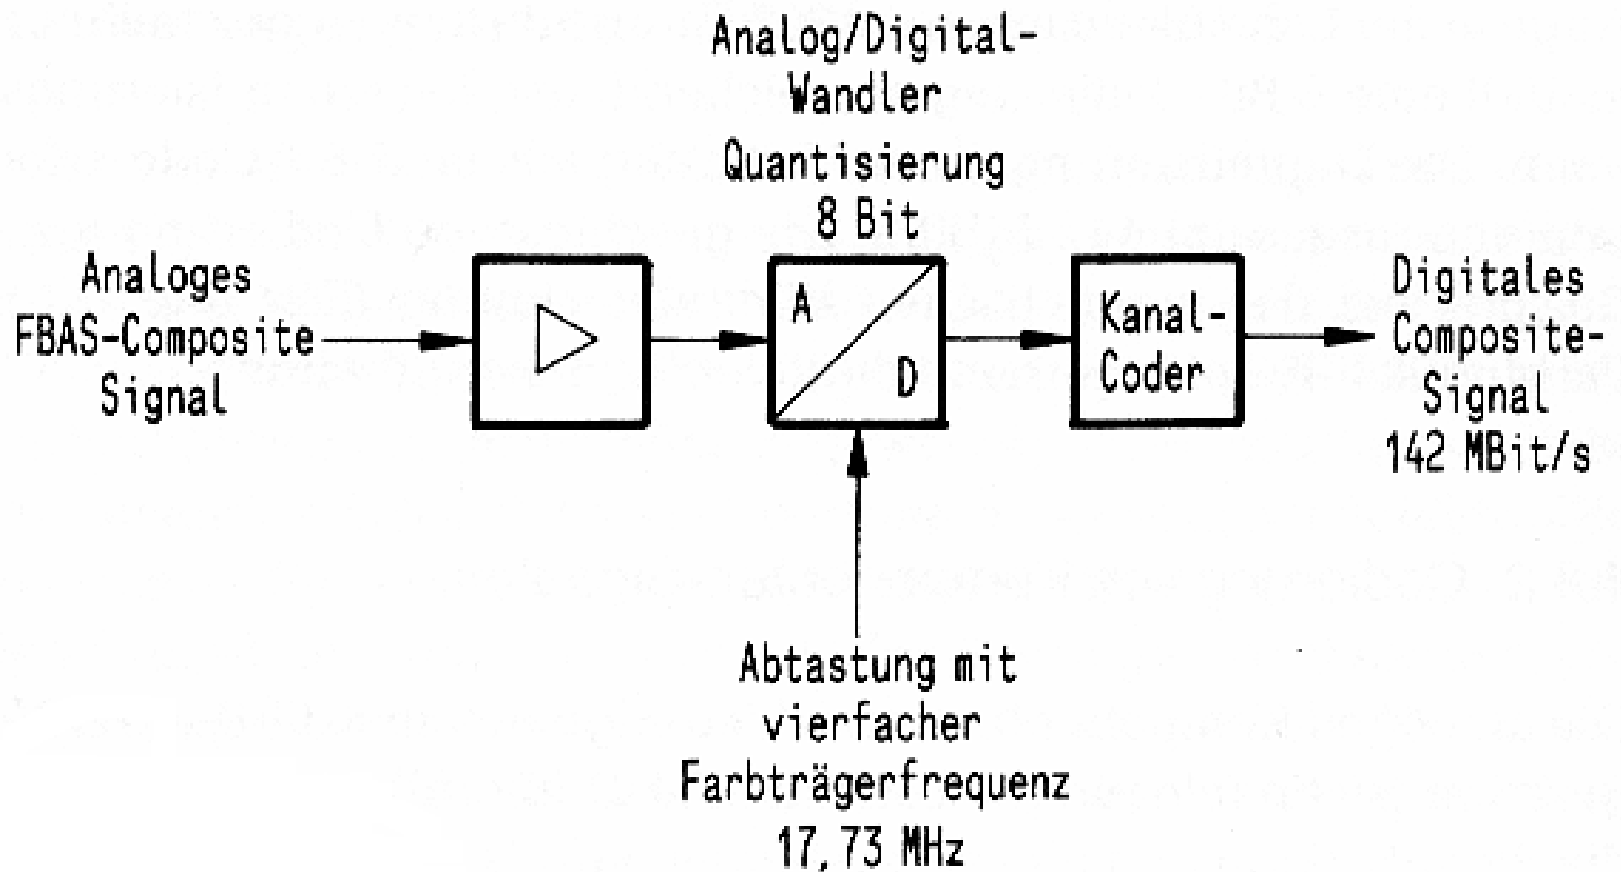 Analog/Digital-
Wandler
Quantisierung
8 Bit
Analoges
FBAS-Composite
Signal
A
D
Kanal-
Coder
Digitales
Composite-
Signal
142 MBit/s
Abtastung mit
vierfacher
Farbträgerfrequenz
17,73 MHz